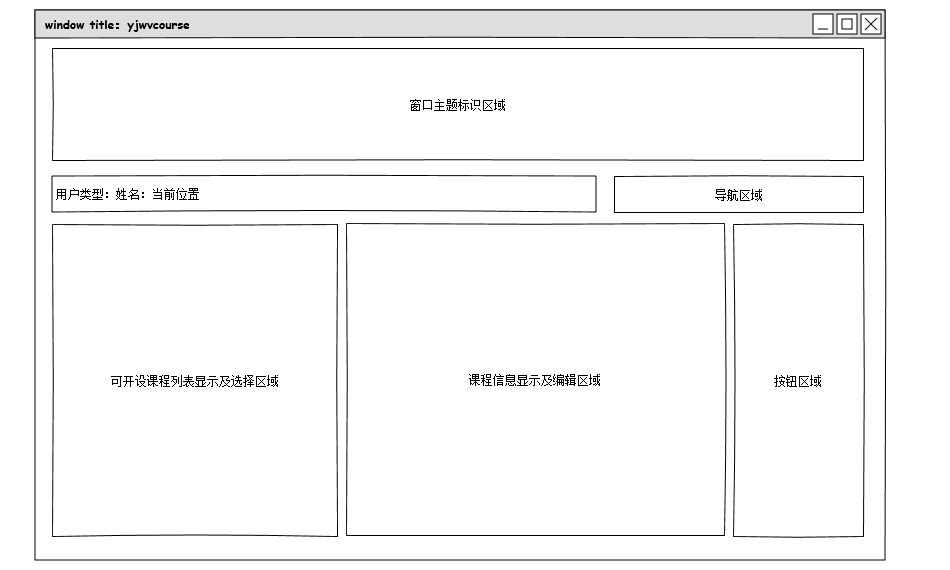 window title: yjwvcourse
窗口主题标识区域
用户类型：姓名：当前位置
导航区域
可开设课程列表显示及选择区域
课程信息显示及编辑区域
按钮区域